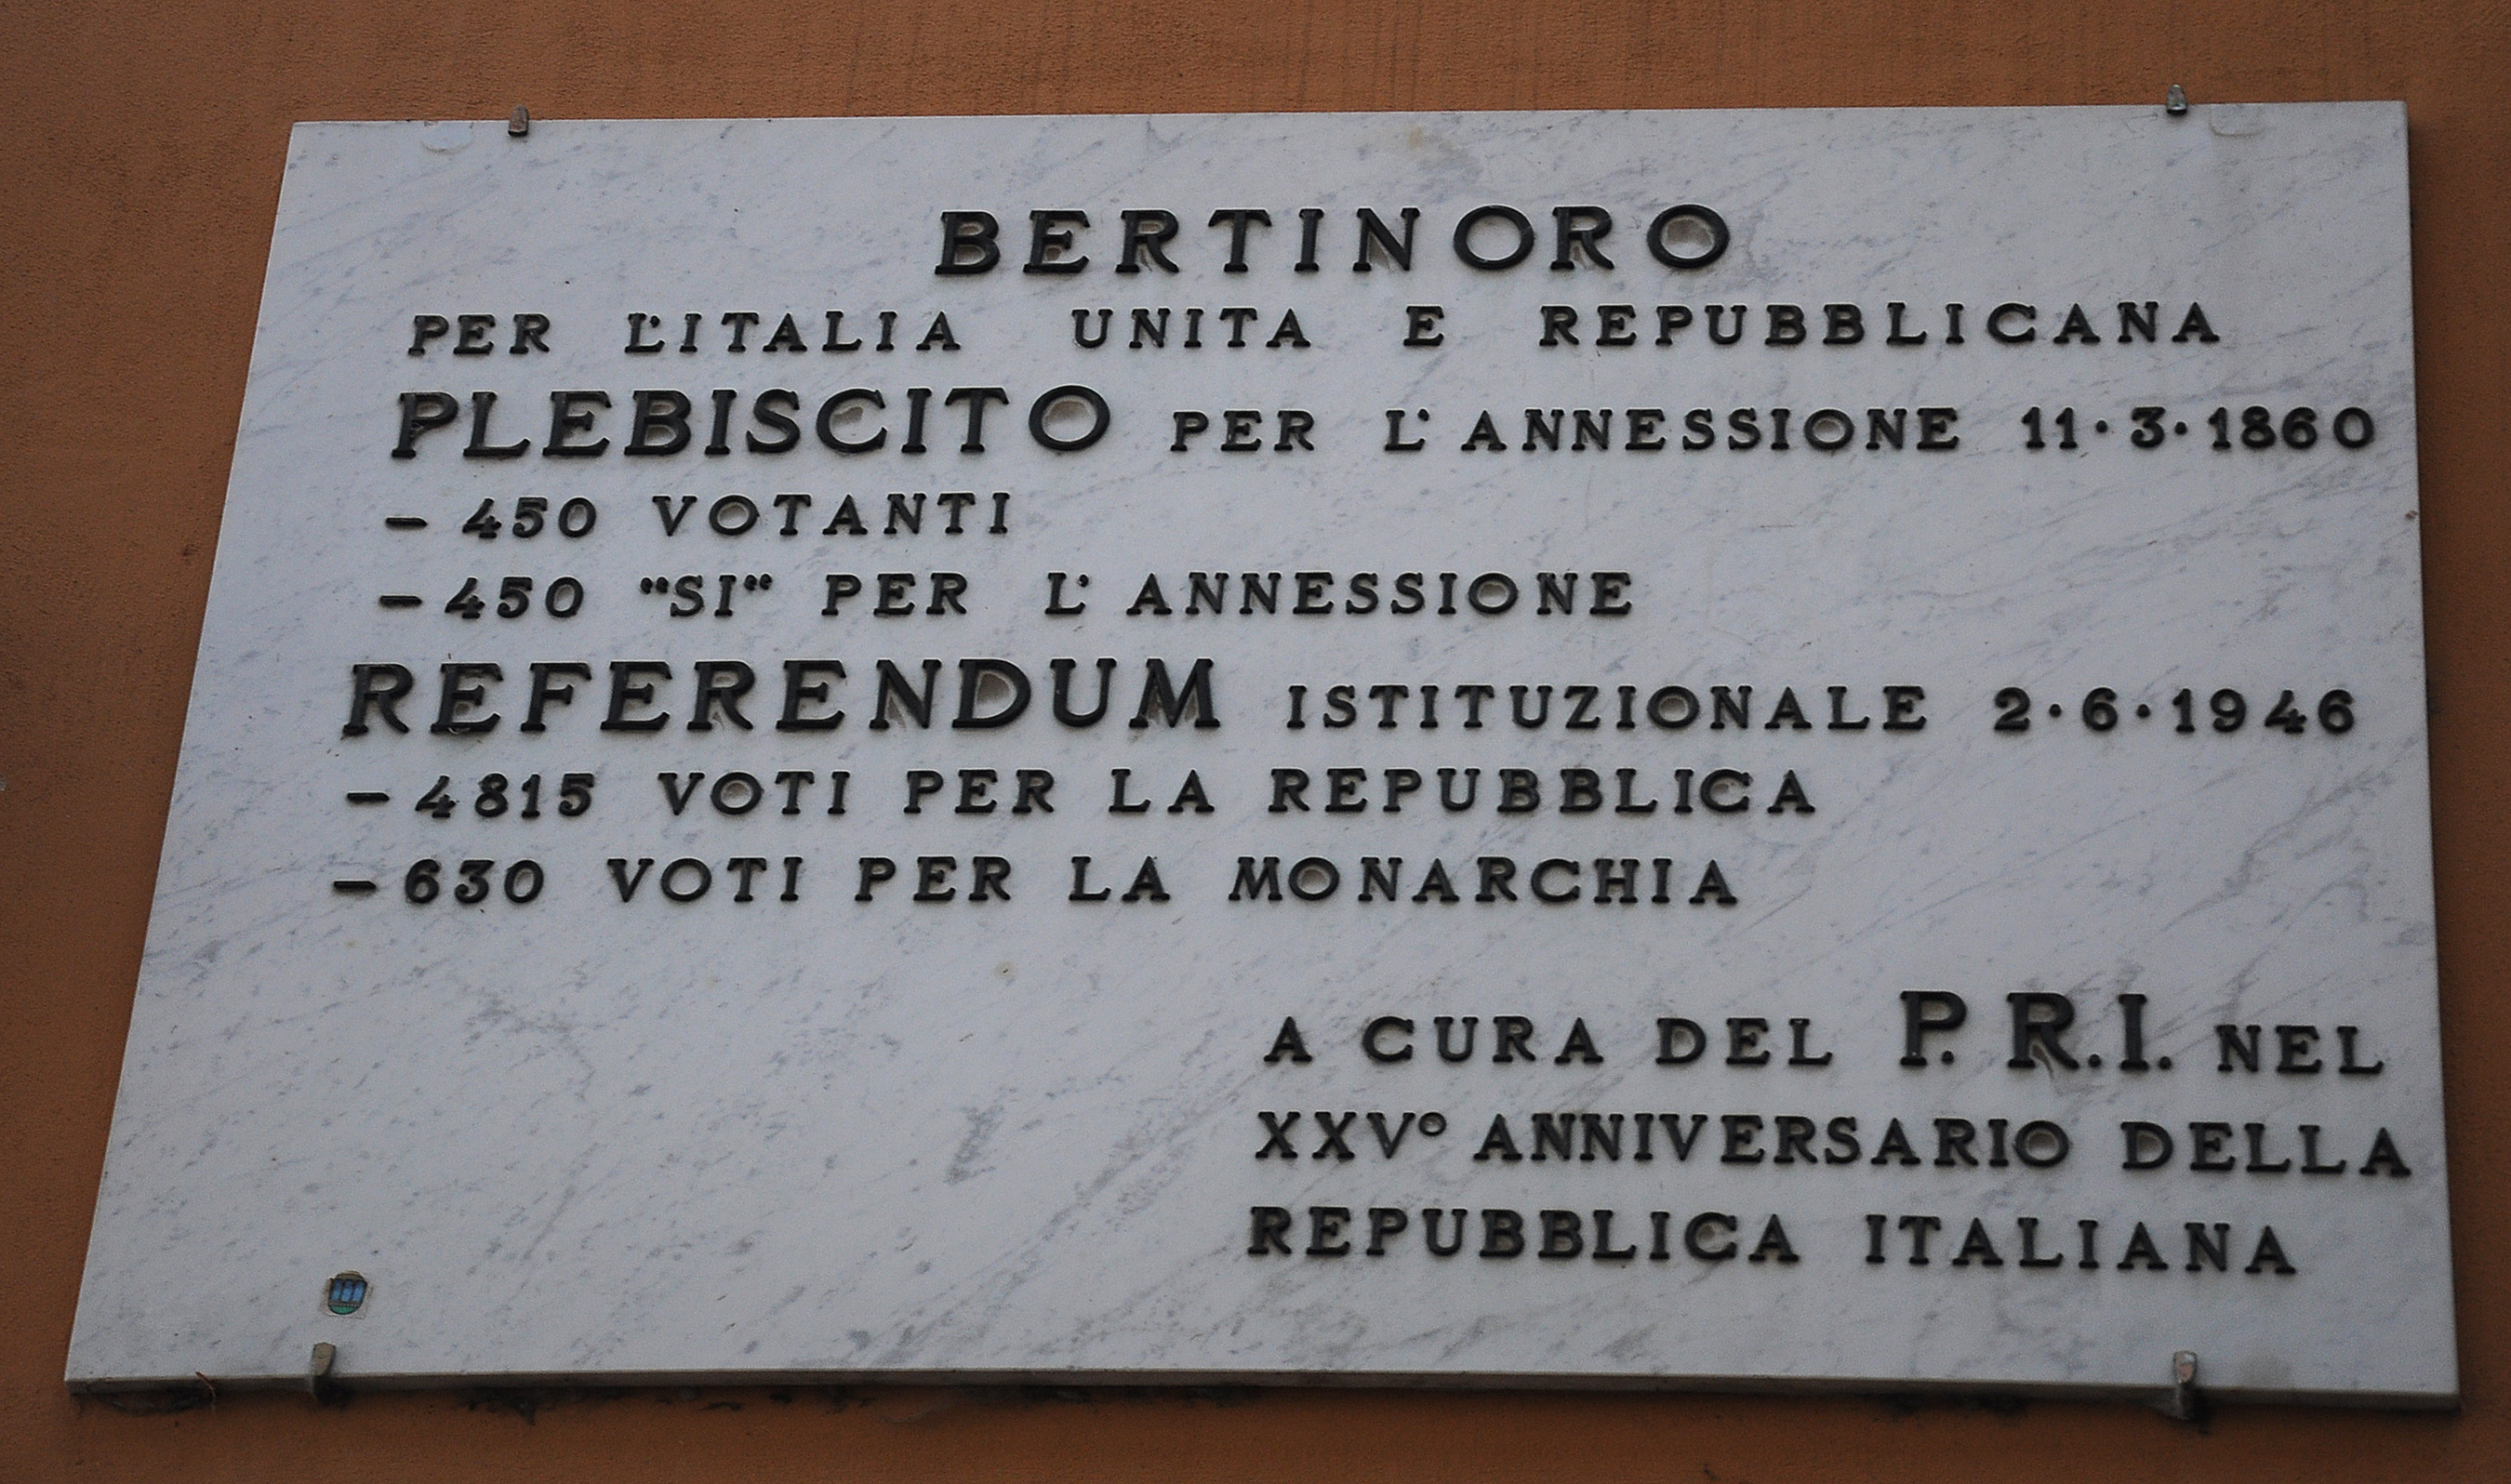 BERTINORO
PER L'ITALIA UNITA E REPUBBLICANA
PLEBISCITO PER L'ANNESSIONE 11·3·1860
- 450 VOTANTI
- 450 "SI" PER L'ANNESSIONE
REFERENDUM ISTITUZIONALE 2·6·1946
- 4815 VOTI PER LA REPUBBLICA
- 630 VOTI PER LA MONARCHIA
A CURA DEL P.R.I. NEL
XXV° ANNIVERSARIO DELLA
REPUBBLICA ITALIANA